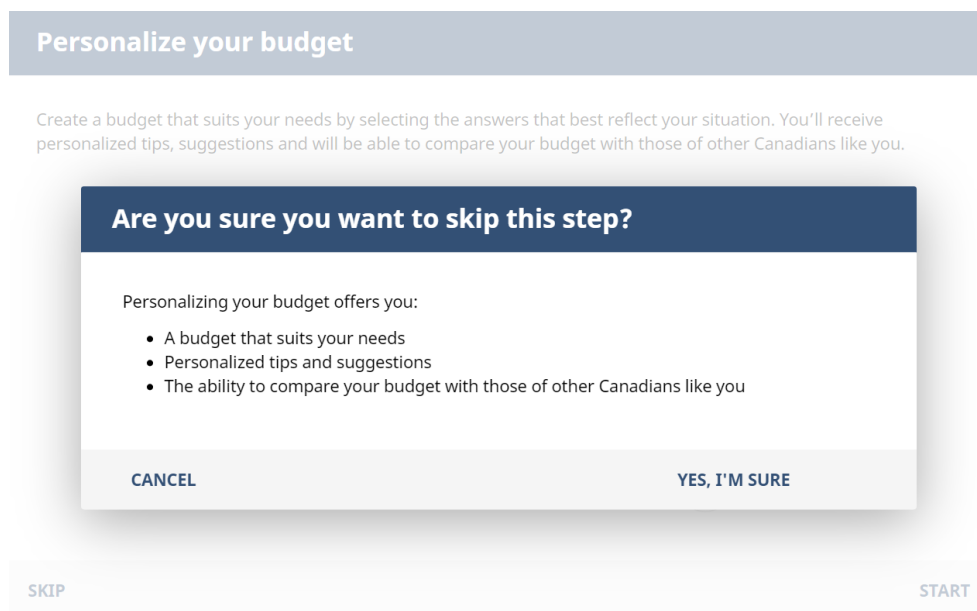 Personalize your budget
Create a budget that suits your needs by selecting the answers that best reflect your situation. You’ll receive
personalized tips, suggestions and will be able to compare your budget with those of other Canadians like you.
Are you sure you want to skip this step?
Personalizing your budget offers you:
• A budget that suits your needs
• Personalized tips and suggestions
• The ability to compare your budget with those of other Canadians like you
CANCEL YES, I'M SURE
SKIP START